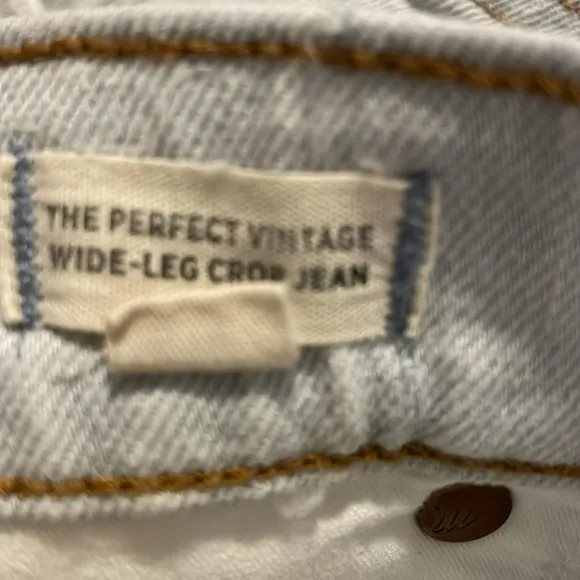 THE PERFECT VINTAGE
WIDE-LEG CROP JEAN
m